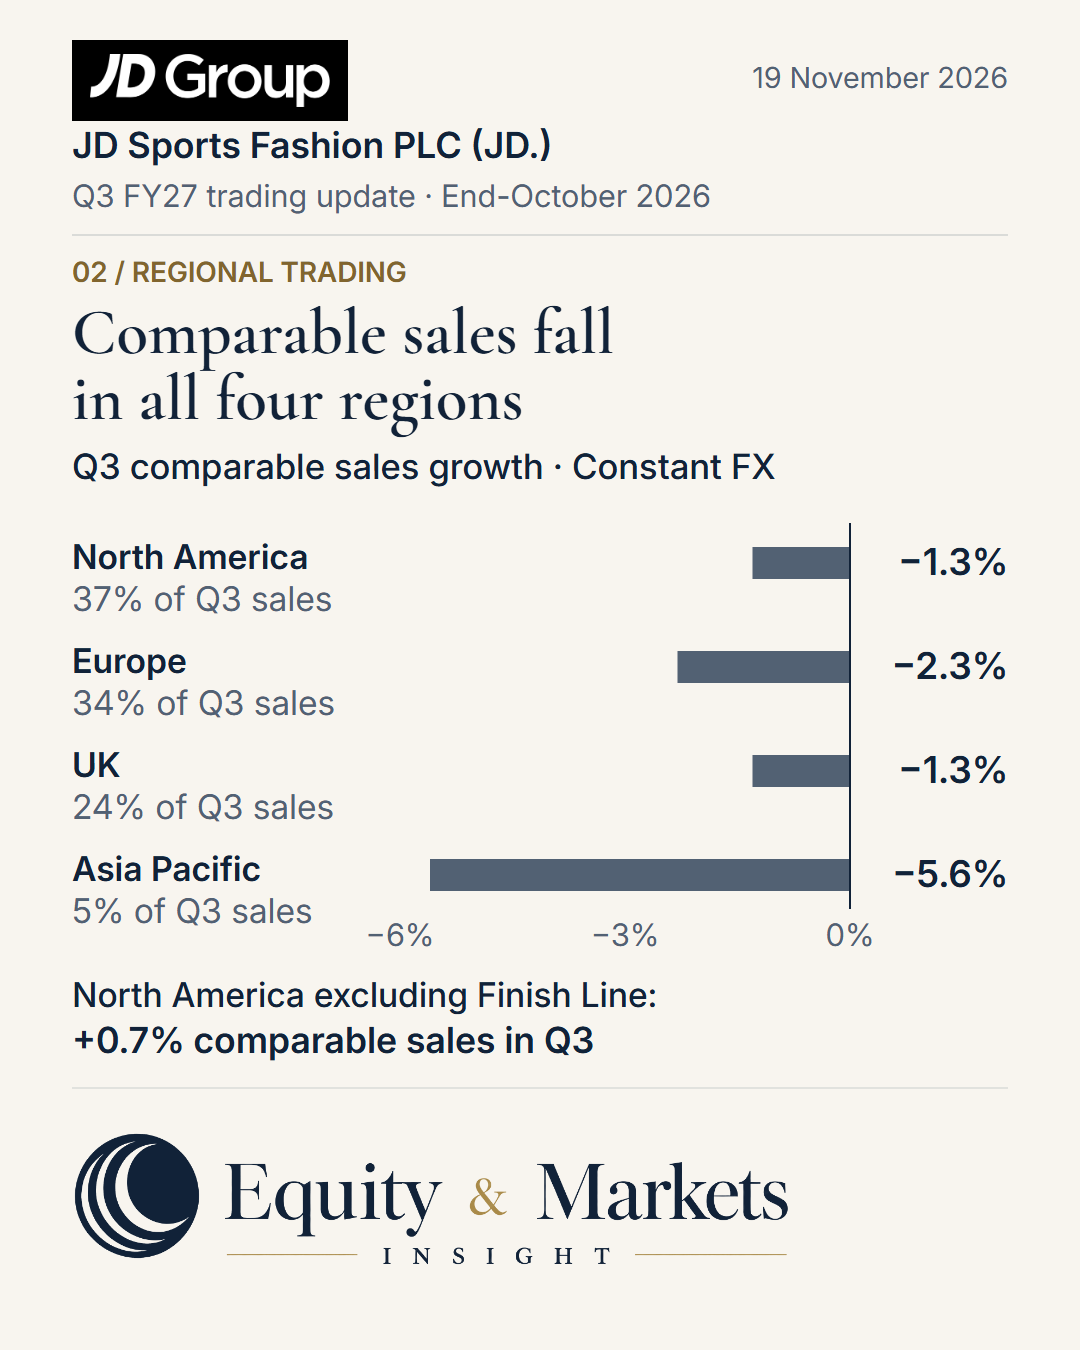 JD Group
19 November 2026
JD Sports Fashion PLC (JD.)
Q3 FY27 trading update · End-October 2026
02 / REGIONAL TRADING
Comparable sales fall
in all four regions
Q3 comparable sales growth · Constant FX
North America
37% of Q3 sales
−1.3%
Europe
34% of Q3 sales
−2.3%
UK
24% of Q3 sales
−1.3%
Asia Pacific
5% of Q3 sales
−5.6%
−6% −3% 0%
North America excluding Finish Line:
+0.7% comparable sales in Q3
Equity & Markets
INSIGHT